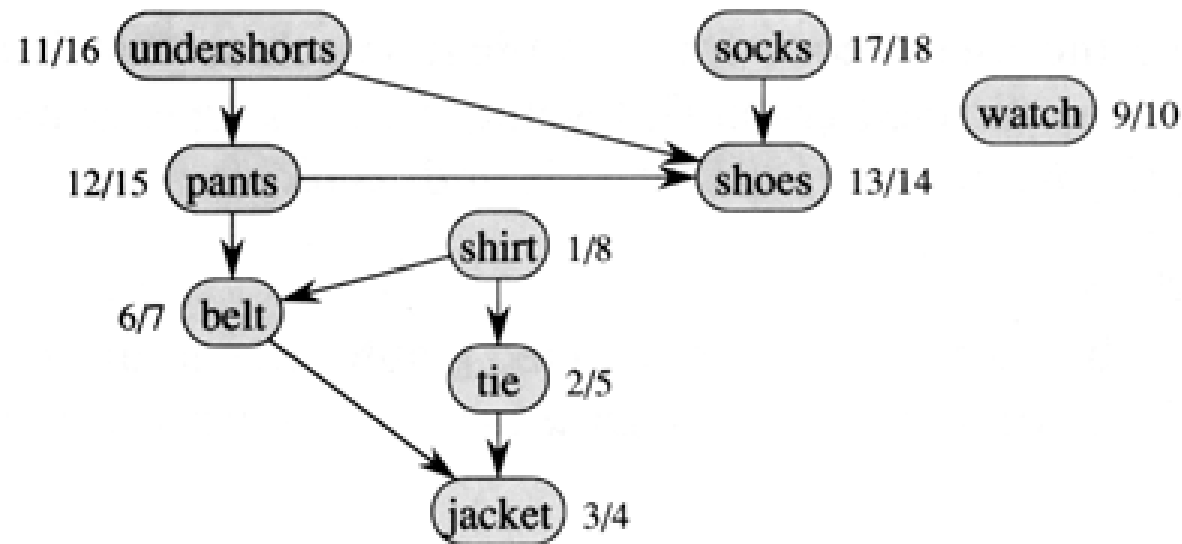 11/16 undershorts
socks 17/18
watch 9/10
12/15 pants
shoes 13/14
shirt 1/8
6/7 belt
tie 2/5
jacket 3/4